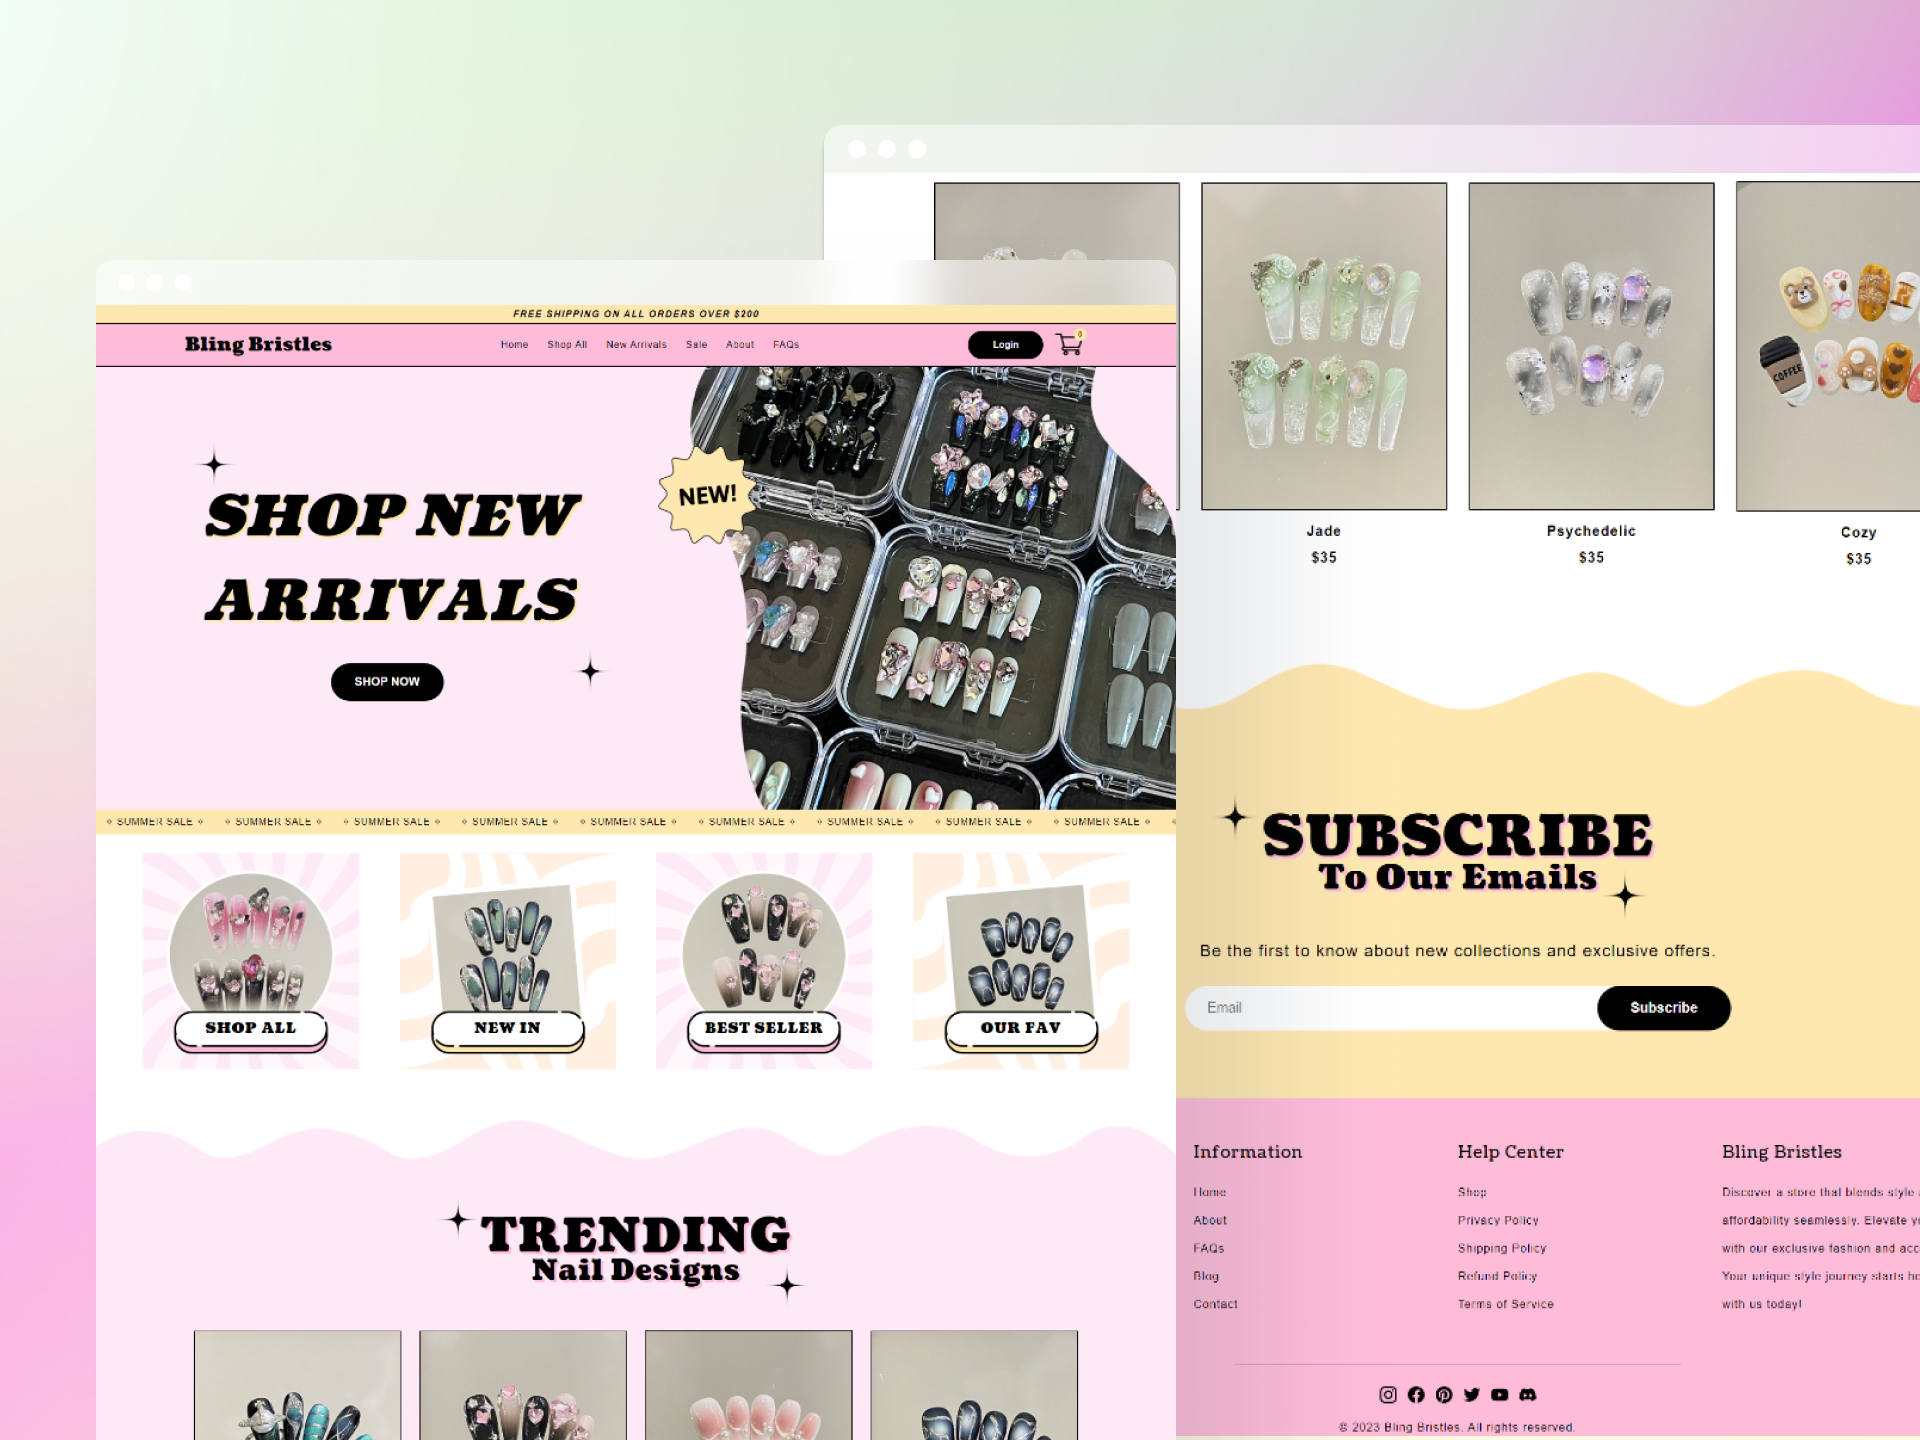 FREE SHIPPING ON ALL ORDERS OVER $200
Bling Bristles
Home Shop All New Arrivals Sale About FAQs
Login
0
SHOP NEW
ARRIVALS
NEW!
SHOP NOW
SUMMER SALE SUMMER SALE SUMMER SALE SUMMER SALE SUMMER SALE SUMMER SALE SUMMER SALE SUMMER SALE SUMMER SALE
SHOP ALL
NEW IN
BEST SELLER
OUR FAV
TRENDING
Nail Designs
COFFEE
Jade
$35
Psychedelic
$35
Cozy
$35
SUBSCRIBE
To Our Emails
Be the first to know about new collections and exclusive offers.
Email
Subscribe
Information
Home
About
FAQs
Blog
Contact
Help Center
Shop
Privacy Policy
Shipping Policy
Refund Policy
Terms of Service
Bling Bristles
Discover a store that blends style
affordability seamlessly. Elevate
with our exclusive fashion and
Your unique style journey starts
with us today!
© 2023 Bling Bristles. All rights reserved.